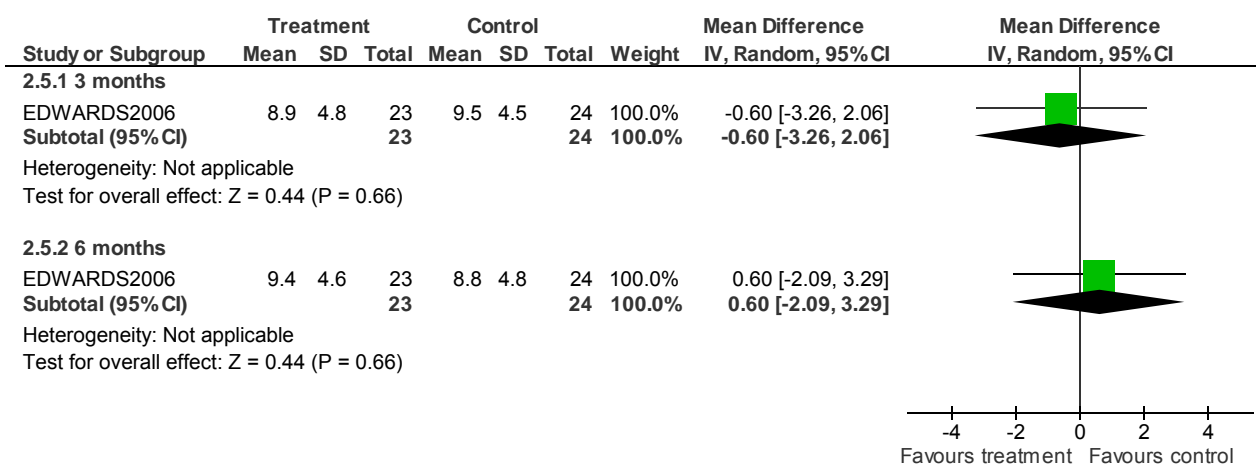 Treatment Control Mean Difference Mean Difference
Study or Subgroup Mean SD Total Mean SD Total Weight IV, Random, 95% CI IV, Random, 95% CI
2.5.1 3 months
EDWARDS2006 8.9 4.8 23 9.5 4.5 24 100.0% -0.60 [-3.26, 2.06]
Subtotal (95% CI) 23 24 100.0% -0.60 [-3.26, 2.06]
Heterogeneity: Not applicable
Test for overall effect: Z = 0.44 (P = 0.66)
2.5.2 6 months
EDWARDS2006 9.4 4.6 23 8.8 4.8 24 100.0% 0.60 [-2.09, 3.29]
Subtotal (95% CI) 23 24 100.0% 0.60 [-2.09, 3.29]
Heterogeneity: Not applicable
Test for overall effect: Z = 0.44 (P = 0.66)
-4 -2 0 2 4
Favours treatment Favours control